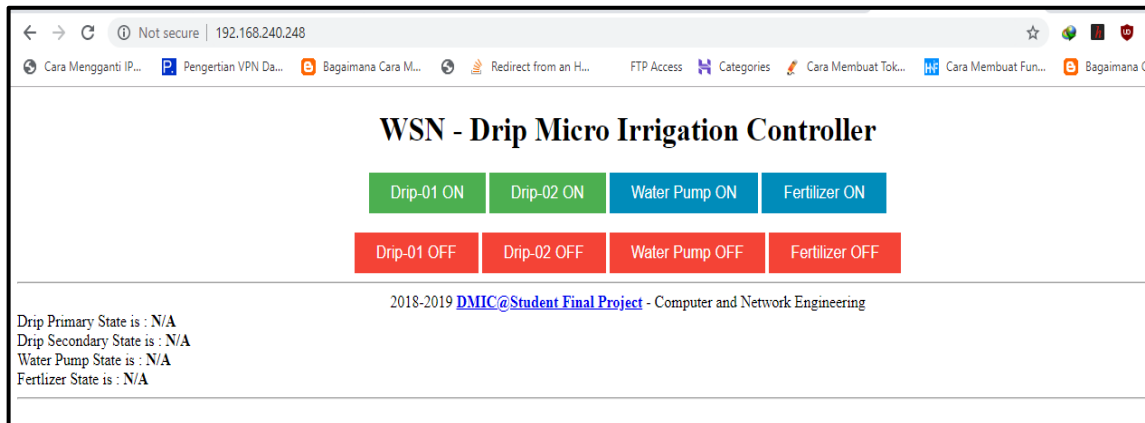 Not secure | 192.168.240.248
Cara Mengganti IP... Pengertian VPN Da... Bagaimana Cara M... Redirect from an H... FTP Access Categories Cara Membuat Tok... Cara Membuat Fun... Bagaimana
WSN - Drip Micro Irrigation Controller
Drip-01 ON Drip-02 ON Water Pump ON Fertilizer ON
Drip-01 OFF Drip-02 OFF Water Pump OFF Fertilizer OFF
2018-2019 DMIC@Student Final Project - Computer and Network Engineering
Drip Primary State is : N/A
Drip Secondary State is : N/A
Water Pump State is : N/A
Fertlizer State is : N/A